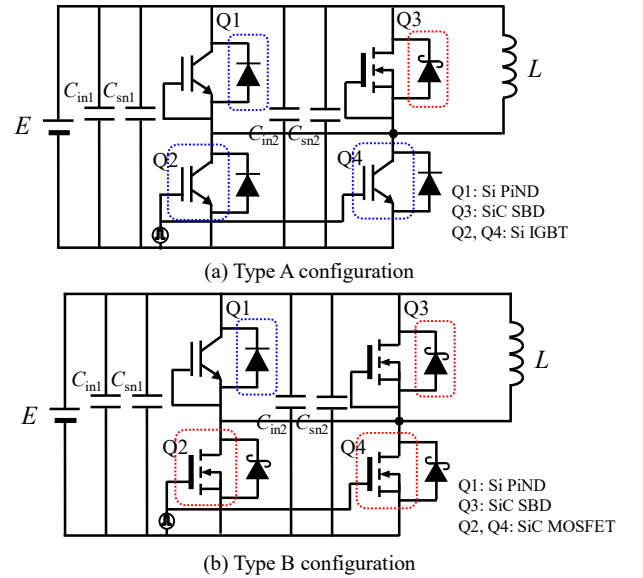 Q1
Q3
Cin1
Csn1
E
Cin2
Csn2
L
Q2
Q4
Q1: Si PiND
Q3: SiC SBD
Q2, Q4: Si IGBT
(a) Type A configuration
Q1
Q3
Cin1
Csn1
E
Cin2
Csn2
L
Q2
Q4
Q1: Si PiND
Q3: SiC SBD
Q2, Q4: SiC MOSFET
(b) Type B configuration